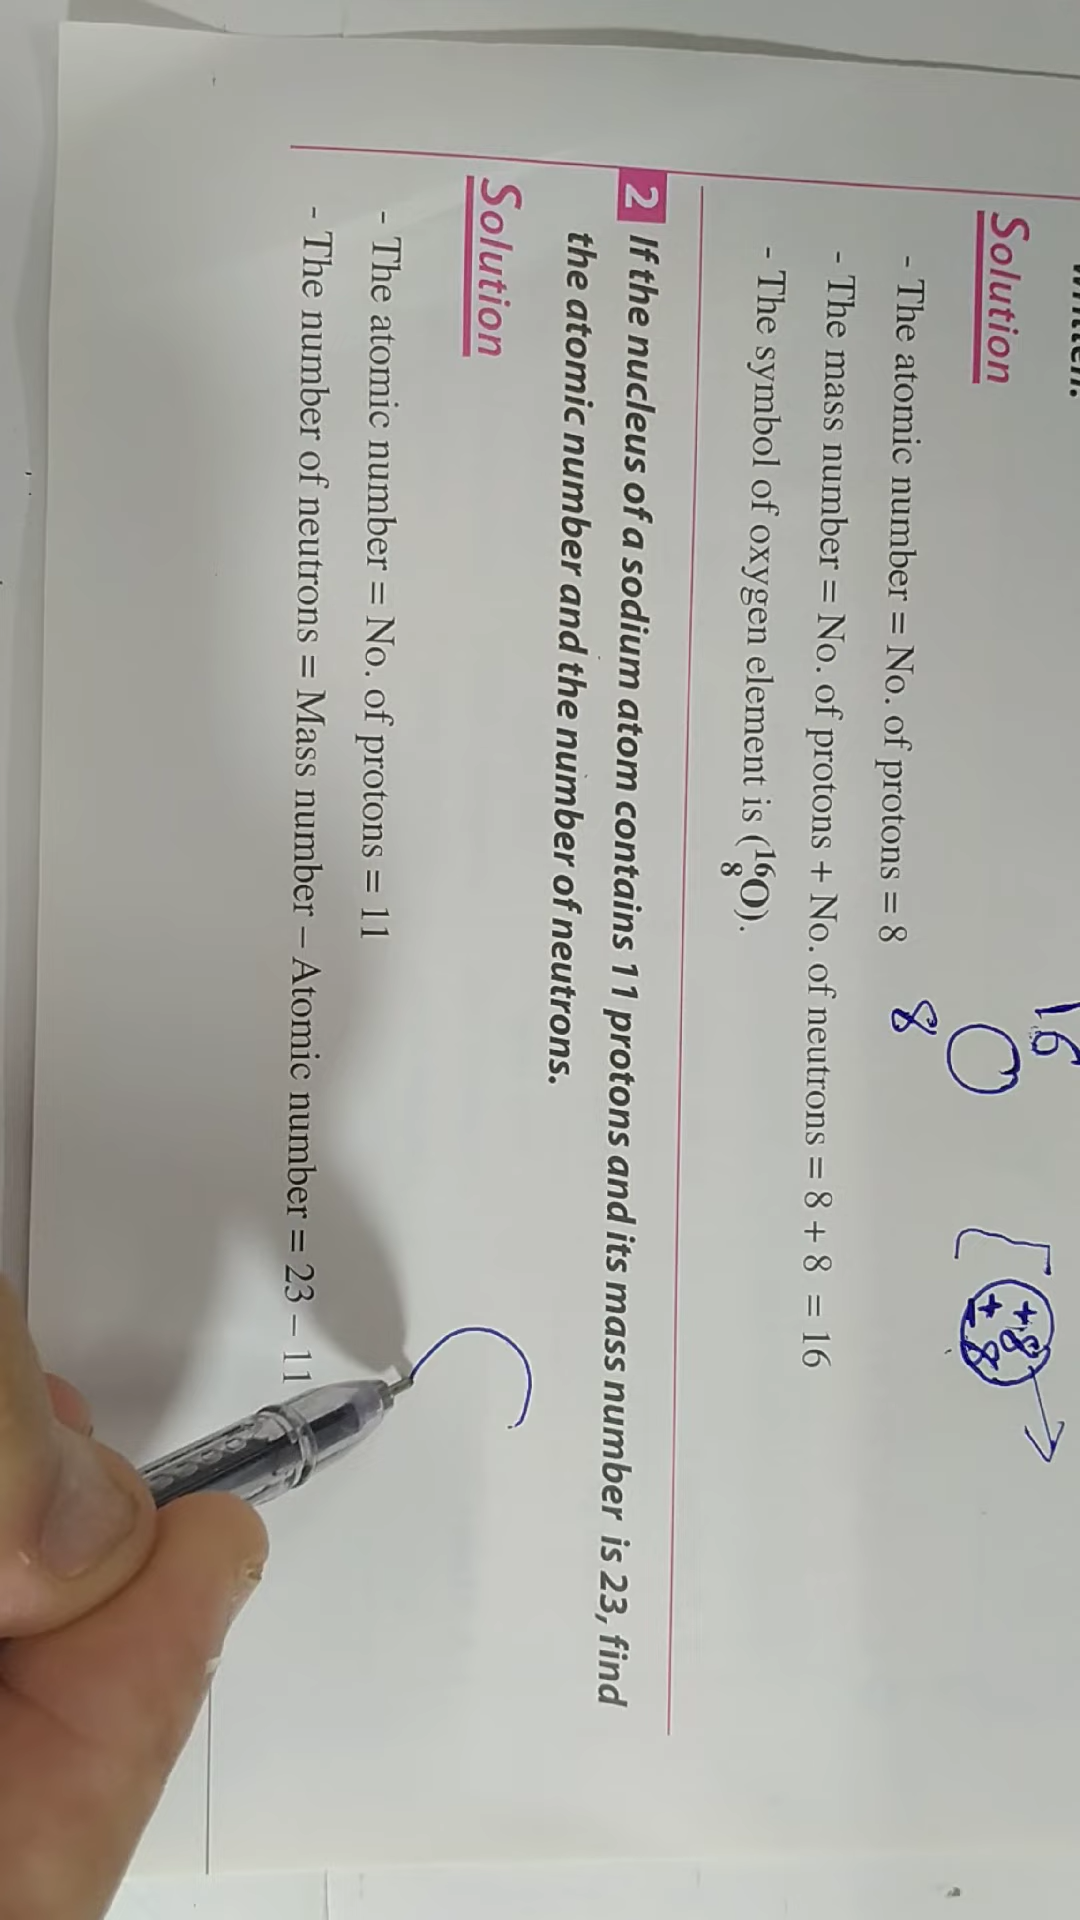 written.
Solution
- The atomic number = No. of protons = 8
- The mass number = No. of protons + No. of neutrons = 8 + 8 = 16
- The symbol of oxygen element is (¹⁶₈O).
16
8 O
+8
±8
2 If the nucleus of a sodium atom contains 11 protons and its mass number is 23, find
the atomic number and the number of neutrons.
Solution
- The atomic number = No. of protons = 11
- The number of neutrons = Mass number – Atomic number = 23 – 11